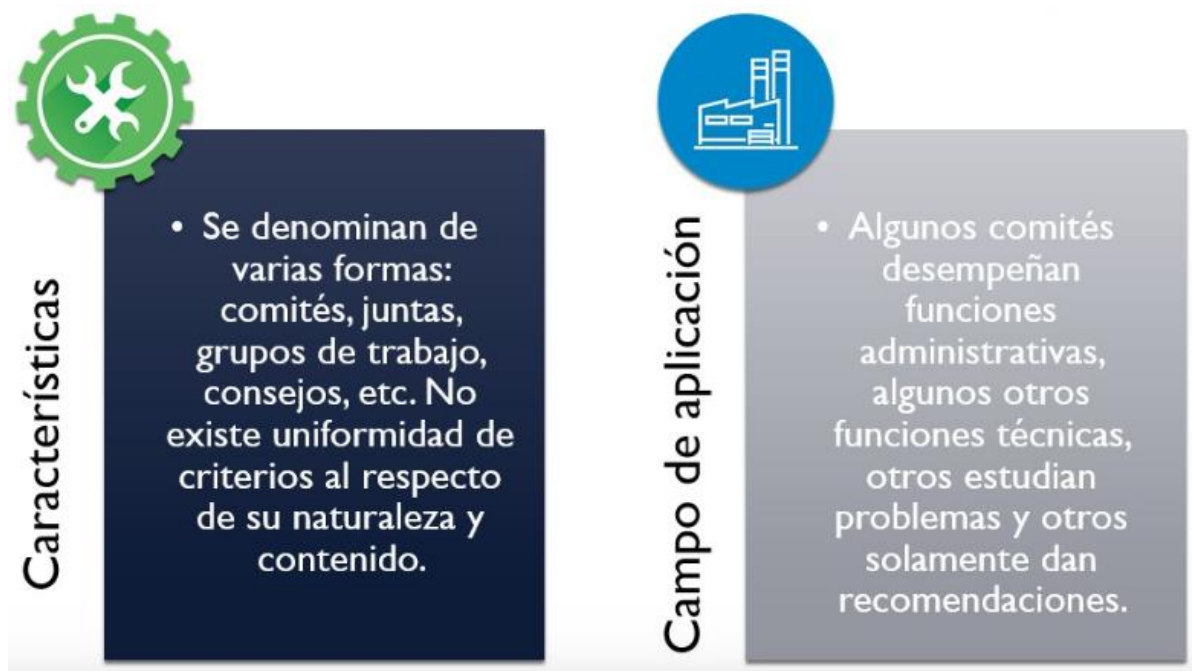 Características
• Se denominan de
varias formas:
comités, juntas,
grupos de trabajo,
consejos, etc. No
existe uniformidad de
criterios al respecto
de su naturaleza y
contenido.
Campo de aplicación
• Algunos comités
desempeñan
funciones
administrativas,
algunos otros
funciones técnicas,
otros estudian
problemas y otros
solamente dan
recomendaciones.